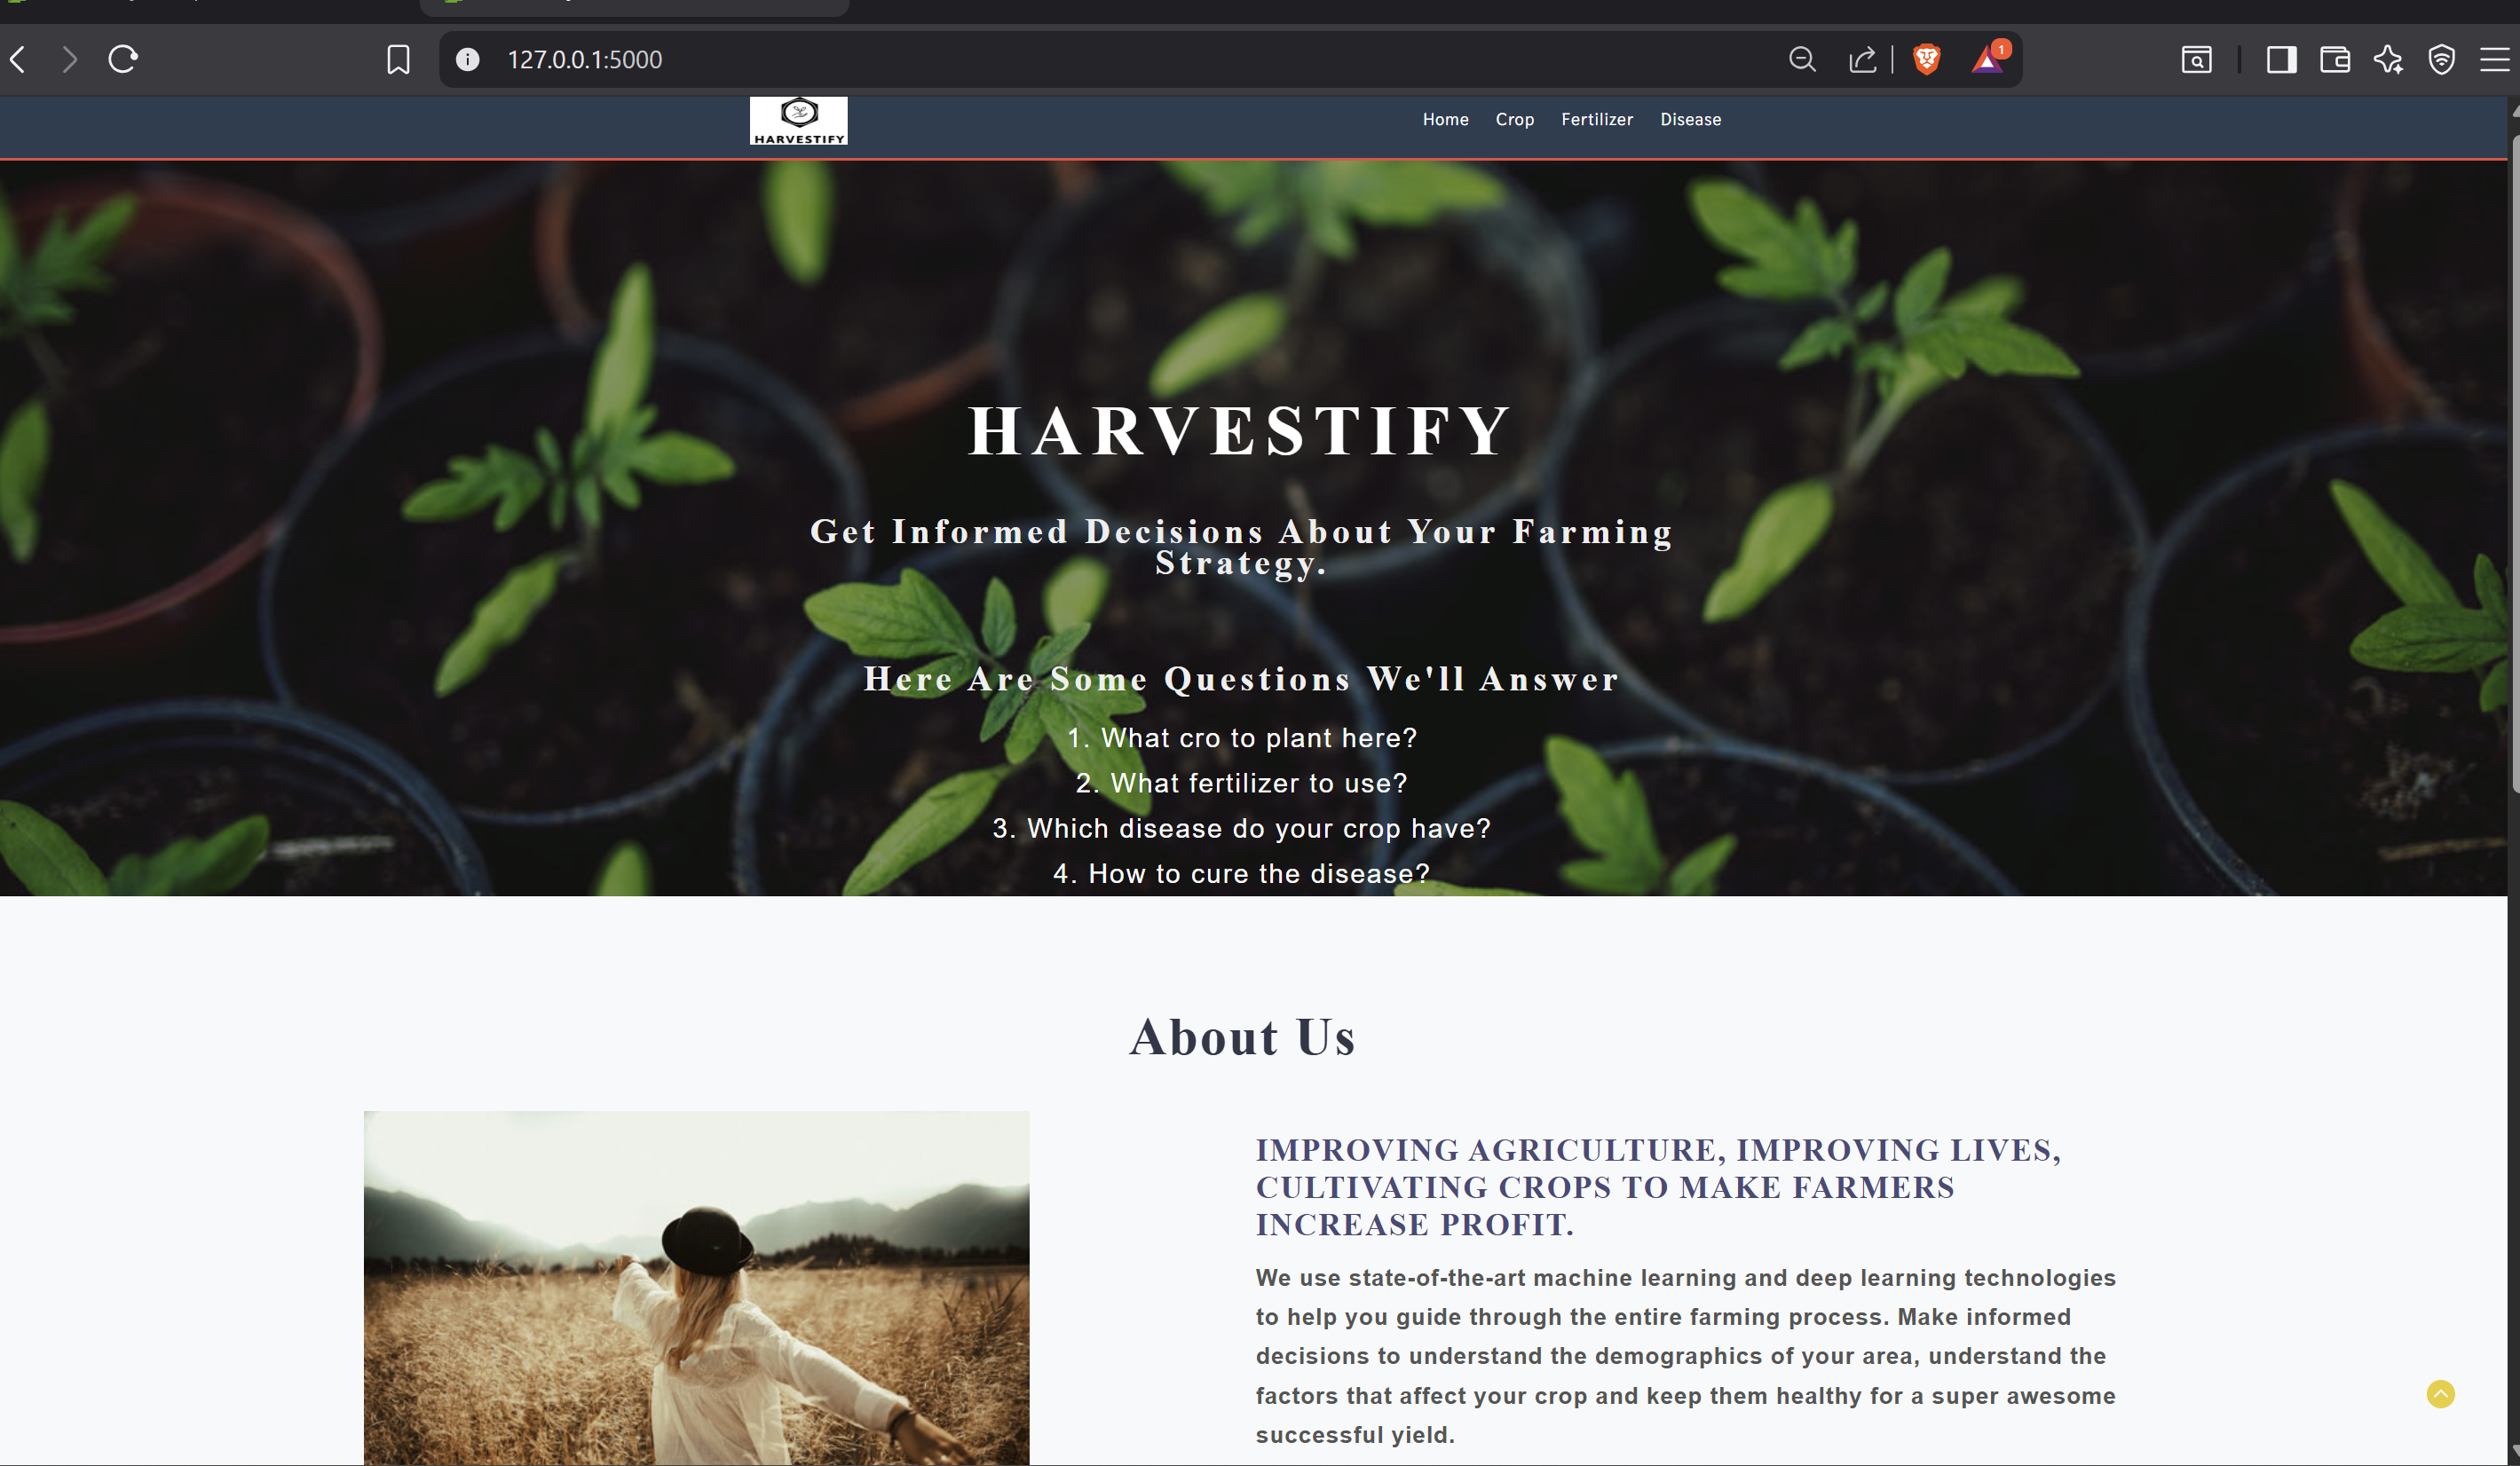 127.0.0.1:5000
1
HARVESTIFY
Home Crop Fertilizer Disease
HARVESTIFY
Get Informed Decisions About Your Farming
Strategy.
Here Are Some Questions We'll Answer
1. What cro to plant here?
2. What fertilizer to use?
3. Which disease do your crop have?
4. How to cure the disease?
About Us
IMPROVING AGRICULTURE, IMPROVING LIVES,
CULTIVATING CROPS TO MAKE FARMERS
INCREASE PROFIT.
We use state-of-the-art machine learning and deep learning technologies
to help you guide through the entire farming process. Make informed
decisions to understand the demographics of your area, understand the
factors that affect your crop and keep them healthy for a super awesome
successful yield.